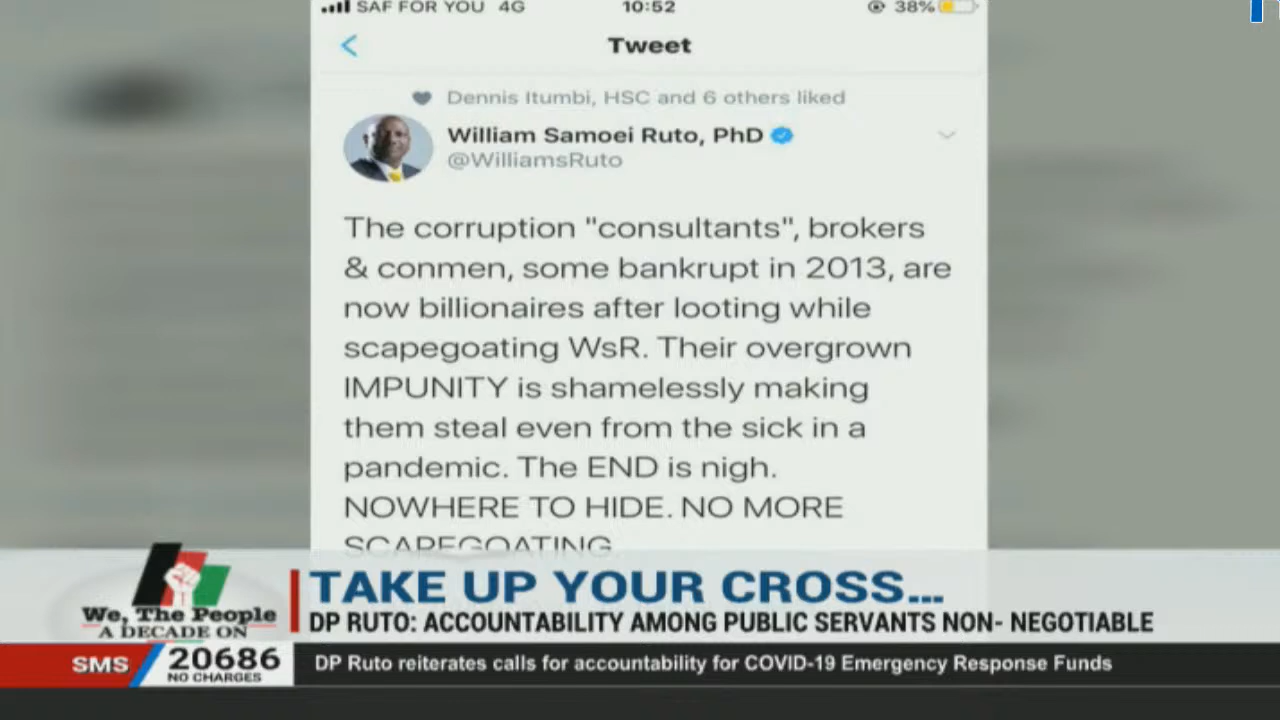 SAF FOR YOU 4G 10:52 38%
Tweet
Dennis Itumbi, HSC and 6 others liked
William Samoei Ruto, PhD
@WilliamsRuto
The corruption "consultants", brokers
& conmen, some bankrupt in 2013, are
now billionaires after looting while
scapegoating WsR. Their overgrown
IMPUNITY is shamelessly making
them steal even from the sick in a
pandemic. The END is nigh.
NOWHERE TO HIDE. NO MORE
SCAPEGOATING.
TAKE UP YOUR CROSS...
DP RUTO: ACCOUNTABILITY AMONG PUBLIC SERVANTS NON- NEGOTIABLE
We, The People
A DECADE ON
SMS 20686
NO CHARGES
DP Ruto reiterates calls for accountability for COVID-19 Emergency Response Funds